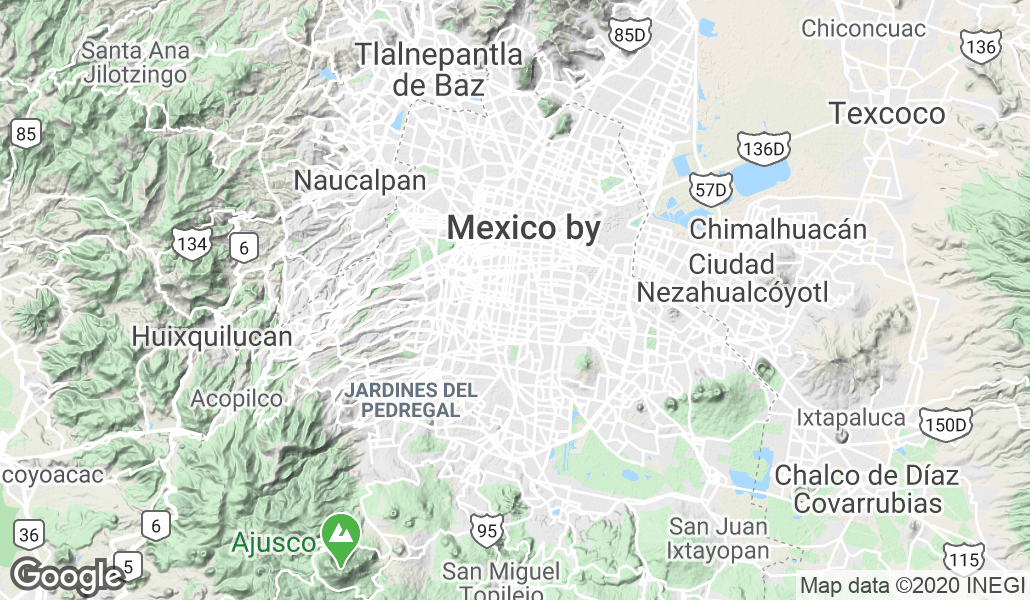 85D
Chiconcuac
136
Santa Ana
Jilotzingo
Tlalnepantla
de Baz
Texcoco
85
136D
Naucalpan
57D
Mexico by
Chimalhuacán
134
6
Ciudad
Nezahualcóyotl
Huixquilucan
JARDINES DEL
PEDREGAL
Acopilco
Ixtapaluca
150D
coyoacac
Chalco de Díaz
Covarrubias
36
6
Ajusco
95
San Juan
Ixtayopan
115
5
San Miguel
Topilejo
Google
Map data ©2020 INEGI